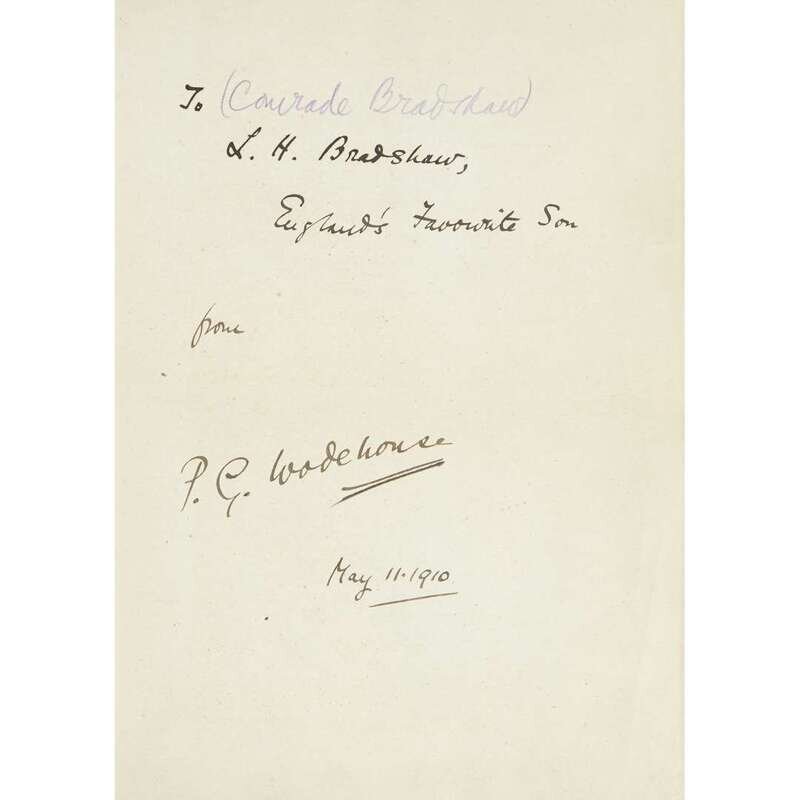 To (Comrade Bradshaw)
L. H. Bradshaw,
England's Favourite Son
from
P. G. Wodehouse
May 11.1910